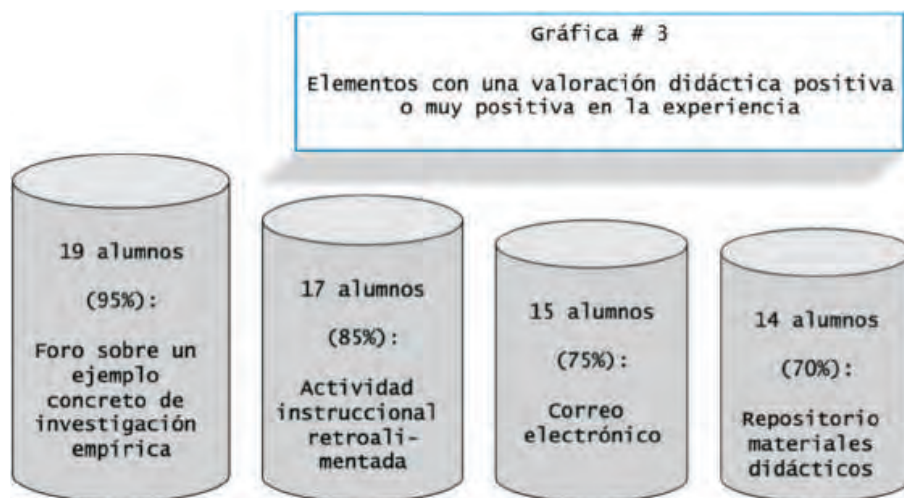 Gráfica # 3
Elementos con una valoración didáctica positiva
o muy positiva en la experiencia
19 alumnos
(95%):
Foro sobre un
ejemplo
concreto de
investigación
empírica
17 alumnos
(85%):
Actividad
instruccional
retroali-
mentada
15 alumnos
(75%):
Correo
electrónico
14 alumnos
(70%):
Repositorio
materiales
didácticos